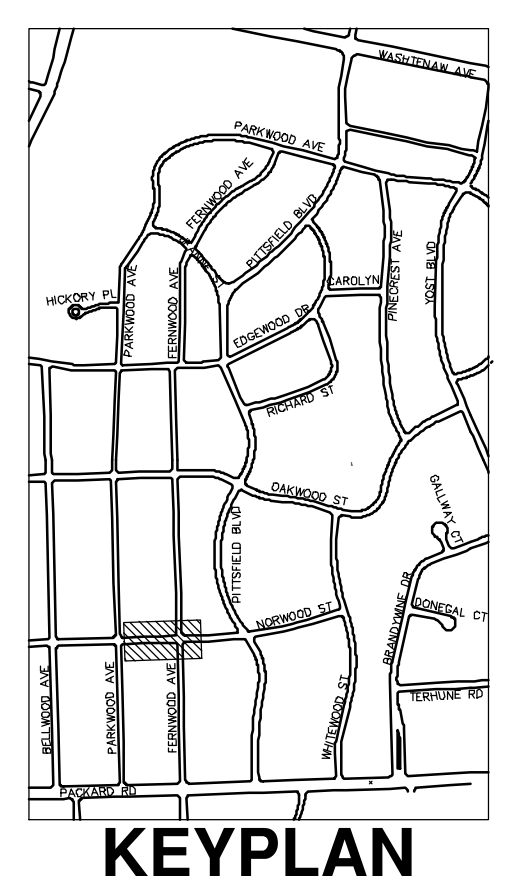 WASHTENAW AVE
PARKWOOD AVE
FERNWOOD AVE
PITTSFIELD BLVD
CAROLYN
PINECREST AVE
YOST BLVD
HICKORY PL
PARKWOOD AVE
FERNWOOD AVE
EDGEWOOD DR
RICHARD ST
OAKWOOD ST
GALLWAY CT
PITTSFIELD BLVD
NORWOOD ST
BRANDYWINE DR
DONEGAL CT
BELLWOOD AVE
PARKWOOD AVE
FERNWOOD AVE
WHITEWOOD ST
TERHUNE RD
PACKARD RD
KEYPLAN